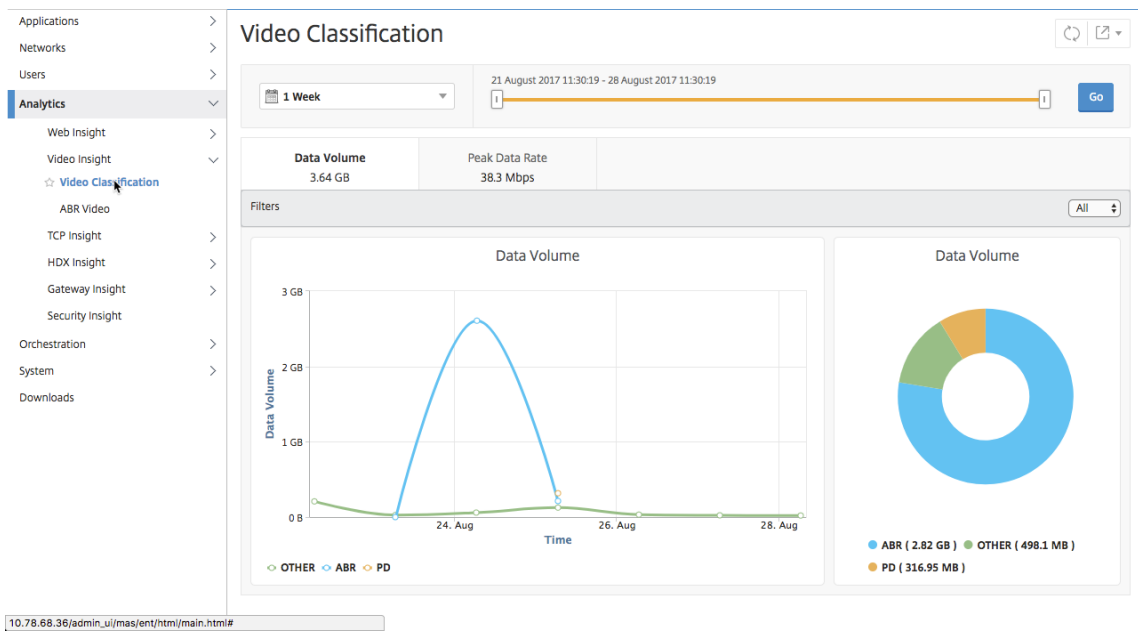 Applications
Networks
Users
Analytics
Web Insight
Video Insight
Video Classification
ABR Video
TCP Insight
HDX Insight
Gateway Insight
Security Insight
Orchestration
System
Downloads
Video Classification
1 Week
21 August 2017 11:30:19 - 28 August 2017 11:30:19
Go
Data Volume
3.64 GB
Peak Data Rate
38.3 Mbps
Filters
All
Data Volume
3 GB
2 GB
1 GB
0 B
Data Volume
24. Aug
26. Aug
28. Aug
Time
OTHER ABR PD
Data Volume
ABR ( 2.82 GB ) OTHER ( 498.1 MB )
PD ( 316.95 MB )
10.78.68.36/admin_ui/mas/ent/html/main.html#